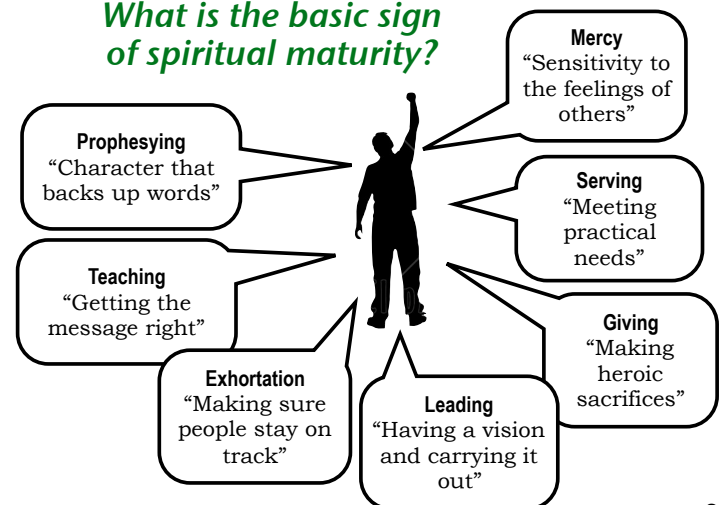 What is the basic sign
of spiritual maturity?
Mercy
“Sensitivity to
the feelings of
others”
Prophesying
“Character that
backs up words”
Serving
“Meeting
practical
needs”
Teaching
“Getting the
message right”
Giving
“Making
heroic
sacrifices”
Exhortation
“Making sure
people stay on
track”
Leading
“Having a vision
and carrying it
out”